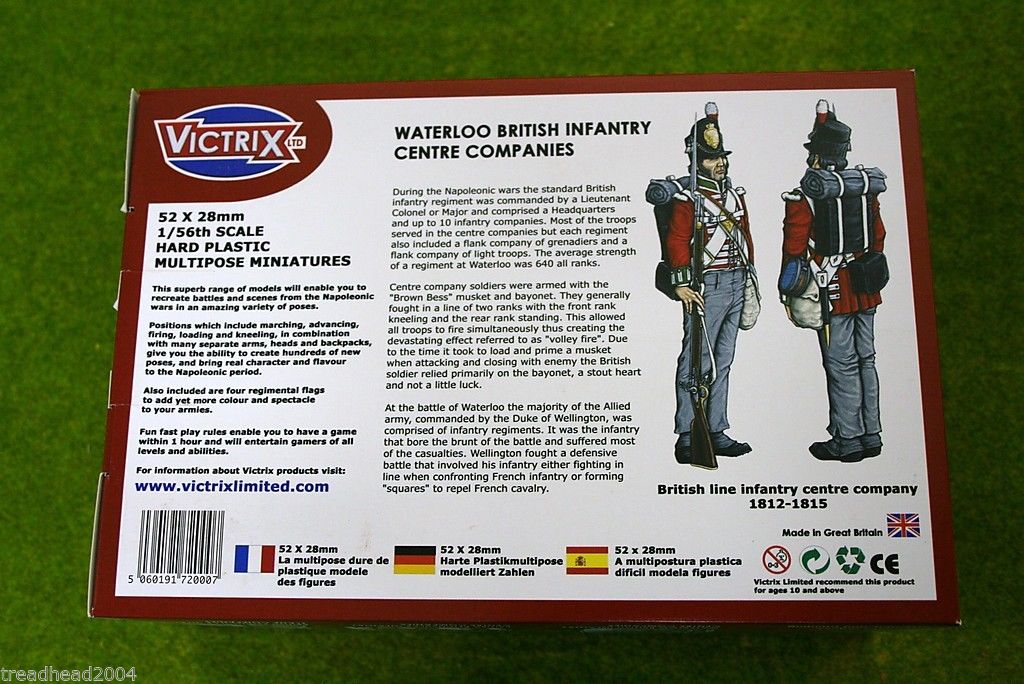 VICTRIX LTD
52 X 28mm
1/56th SCALE
HARD PLASTIC
MULTIPOSE MINIATURES
This superb range of models will enable you to
recreate battles and scenes from the Napoleonic
wars in an amazing variety of poses.
Positions which include marching, advancing,
firing, loading and kneeling, in combination
with many separate arms, heads and backpacks,
give you the ability to create hundreds of new
poses, and bring real character and flavour
to the Napoleonic period.
Also included are four regimental flags
to add yet more colour and spectacle
to your armies.
Fun fast play rules enable you to have a game
within 1 hour and will entertain gamers of all
levels and abilities.
For information about Victrix products visit:
www.victrixlimited.com
WATERLOO BRITISH INFANTRY
CENTRE COMPANIES
During the Napoleonic wars the standard British
infantry regiment was commanded by a Lieutenant
Colonel or Major and comprised a Headquarters
and up to 10 infantry companies. Most of the troops
served in the centre companies but each regiment
also included a flank company of grenadiers and a
flank company of light troops. The average strength
of a regiment at Waterloo was 640 all ranks.
Centre company soldiers were armed with the
"Brown Bess" musket and bayonet. They generally
fought in a line of two ranks with the front rank
kneeling and the rear rank standing. This allowed
all troops to fire simultaneously thus creating the
devastating effect referred to as "volley fire". Due
to the time it took to load and prime a musket
when attacking and closing with enemy the British
soldier relied primarily on the bayonet, a stout heart
and not a little luck.
At the battle of Waterloo the majority of the Allied
army, commanded by the Duke of Wellington, was
comprised of infantry regiments. It was the infantry
that bore the brunt of the battle and suffered most
of the casualties. Wellington fought a defensive
battle that involved his infantry either fighting in
line when confronting French infantry or forming
"squares" to repel French cavalry.
British line infantry centre company
1812-1815
Made in Great Britain
5 060191 720007
52 X 28mm
La multipose dure de
plastique modele
des figures
52 X 28mm
Harte Plastikmultipose
modelliert Zahlen
52 x 28mm
A multipostura plastica
dificil modela figures
0-3
CE
Victrix Limited recommend this product
for ages 10 and above
treadhead2004